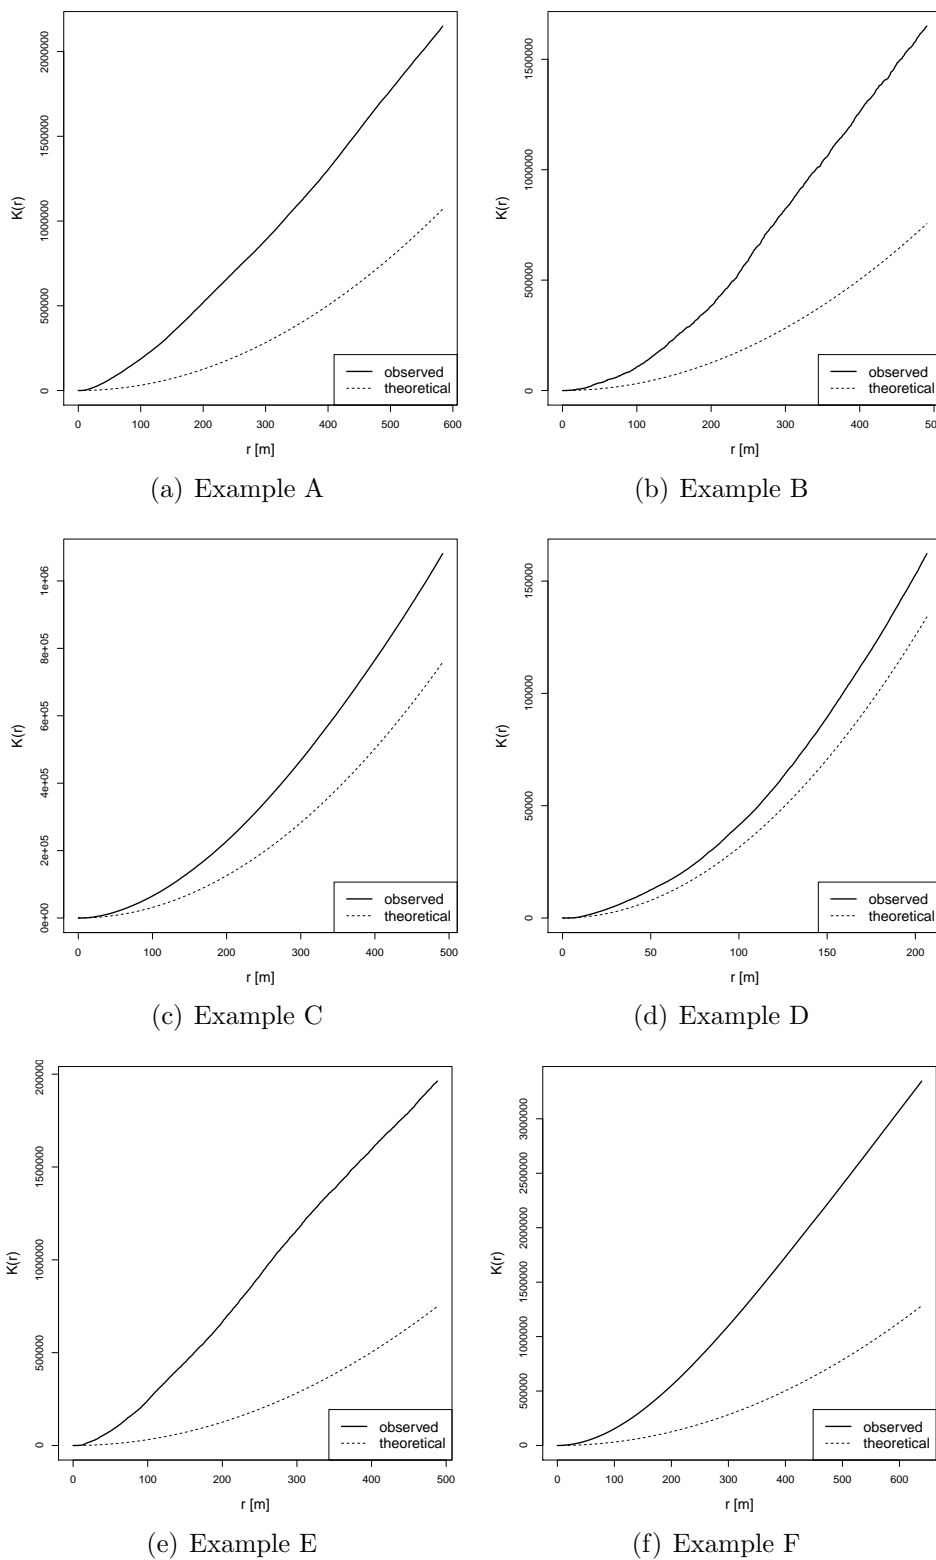 2000000
1500000
1000000
500000
0
K(r)
observed
theoretical
0 100 200 300 400 500 600
r [m]
(a) Example A
1500000
1000000
500000
0
K(r)
observed
theoretical
0 100 200 300 400 500
r [m]
(b) Example B
1e+06
8e+05
6e+05
4e+05
2e+05
0e+00
K(r)
observed
theoretical
0 100 200 300 400 500
r [m]
(c) Example C
150000
100000
50000
0
K(r)
observed
theoretical
0 50 100 150 200
r [m]
(d) Example D
2000000
1500000
1000000
500000
0
K(r)
observed
theoretical
0 100 200 300 400 500
r [m]
(e) Example E
3000000
2500000
2000000
1500000
1000000
500000
0
K(r)
observed
theoretical
0 100 200 300 400 500 600
r [m]
(f) Example F